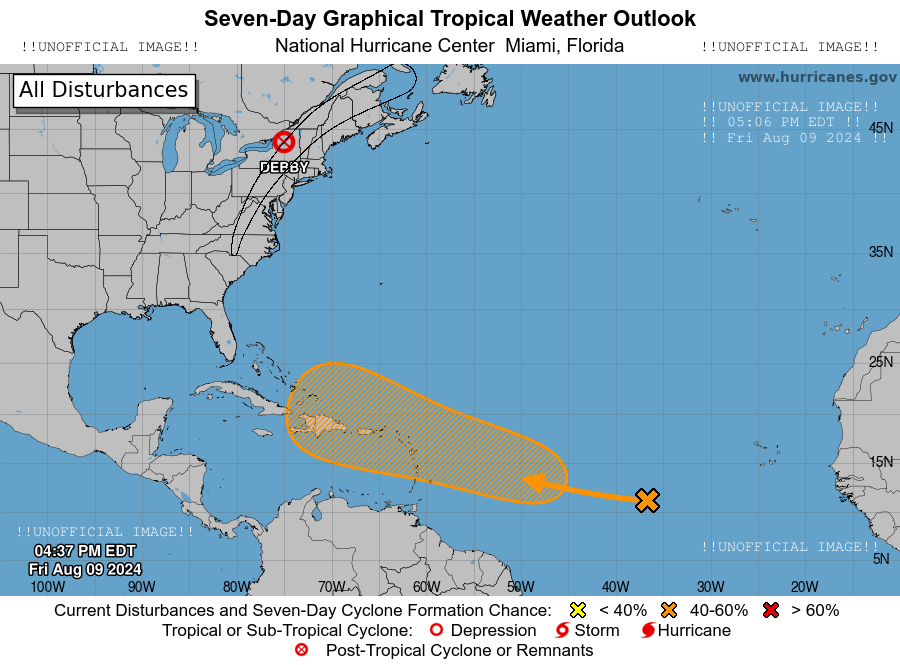 Seven-Day Graphical Tropical Weather Outlook
!!UNOFFICIAL IMAGE!! National Hurricane Center Miami, Florida !!UNOFFICIAL IMAGE!!
All Disturbances
www.hurricanes.gov
!!UNOFFICIAL IMAGE!!
!! 05:06 PM EDT !!
!! Fri Aug 09 2024 !!
45N
DEBBY
35N
25N
15N
!!UNOFFICIAL IMAGE!!
!!UNOFFICIAL IMAGE!!
04:37 PM EDT
Fri Aug 09 2024
5N
100W 90W 80W 70W 60W 50W 40W 30W 20W
Current Disturbances and Seven-Day Cyclone Formation Chance: < 40% 40-60% > 60%
Tropical or Sub-Tropical Cyclone: Depression Storm Hurricane
Post-Tropical Cyclone or Remnants